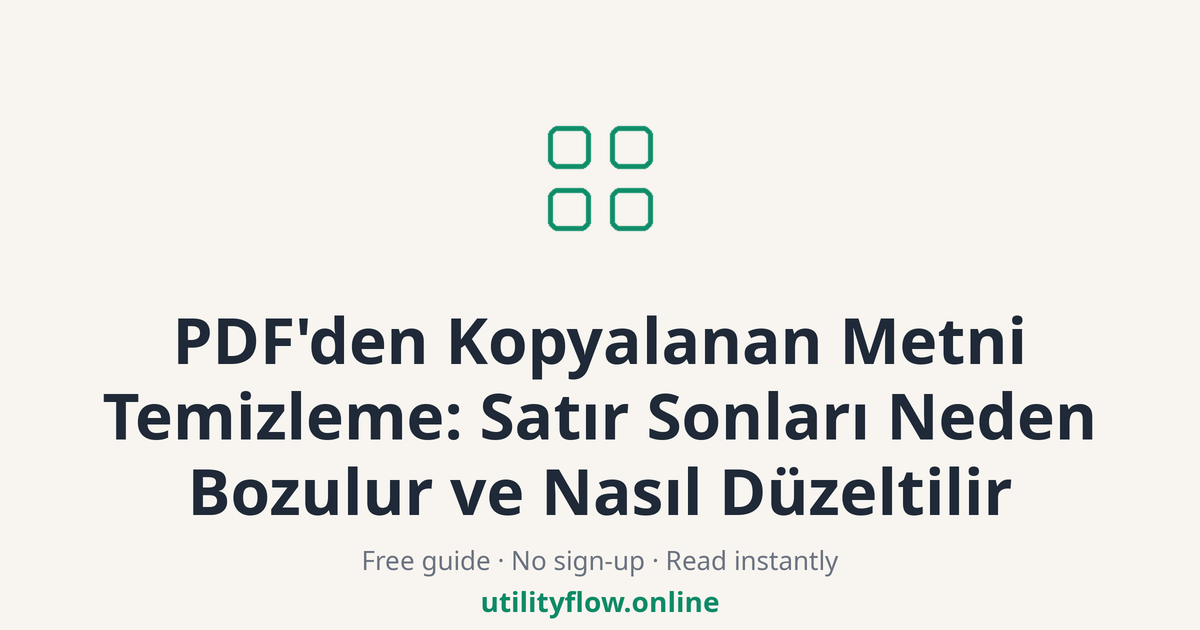 PDF'den Kopyalanan Metni
Temizleme: Satır Sonları Neden
Bozulur ve Nasıl Düzeltilir
Free guide · No sign-up · Read instantly
utilityflow.online